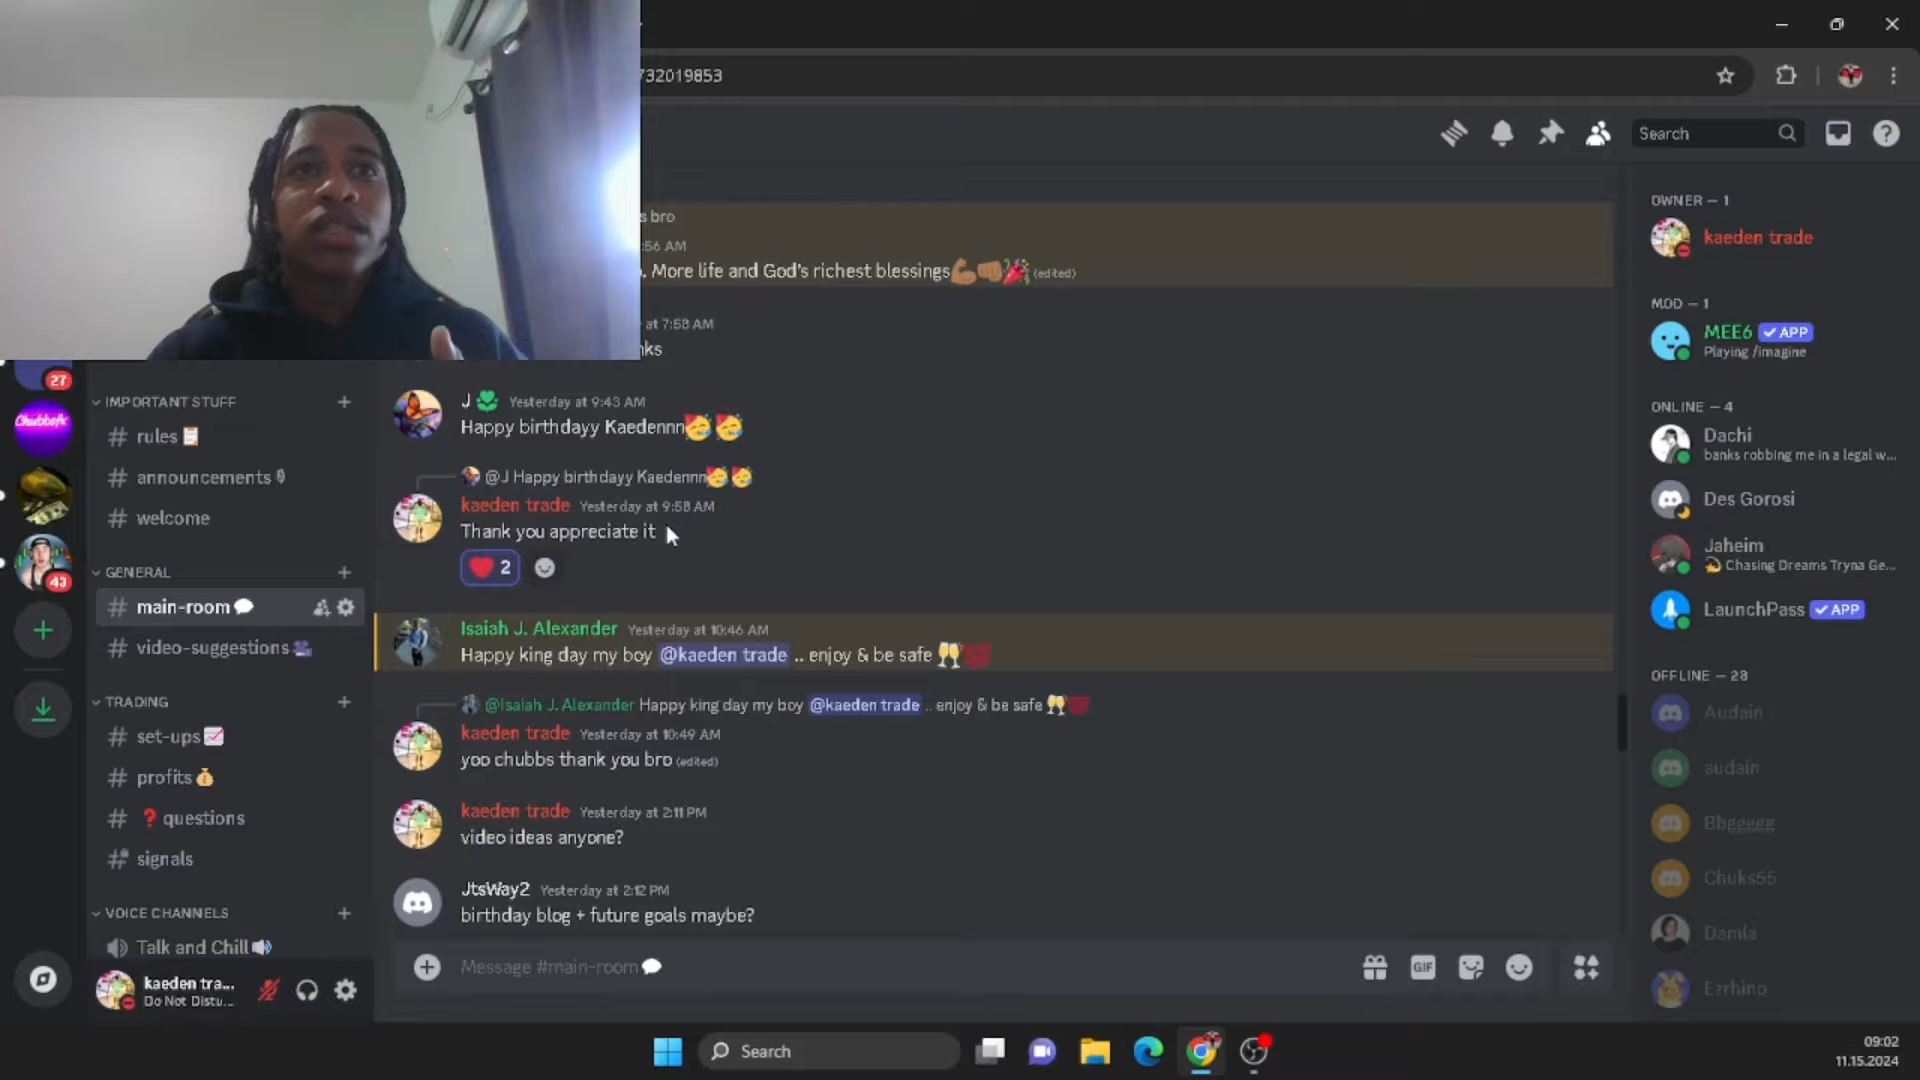 732019853
Search
s bro
:56 AM
. More life and God's richest blessings💪🏾👊🏾🎉 (edited)
at 7:58 AM
ks
J Yesterday at 9:43 AM
Happy birthdayy Kaedennn🥳🥳
@J Happy birthdayy Kaedennn🥳🥳
kaeden trade Yesterday at 9:58 AM
Thank you appreciate it
❤️ 2
Isaiah J. Alexander Yesterday at 10:46 AM
Happy king day my boy @kaeden trade .. enjoy & be safe 🥂💯
@Isaiah J. Alexander Happy king day my boy @kaeden trade .. enjoy & be safe 🥂💯
kaeden trade Yesterday at 10:49 AM
yoo chubbs thank you bro (edited)
kaeden trade Yesterday at 2:11 PM
video ideas anyone?
JtsWay2 Yesterday at 2:12 PM
birthday blog + future goals maybe?
Message #main-room💬
GIF
27
Chubbsfx
43
IMPORTANT STUFF
# rules📋
# announcements
# welcome
GENERAL
# main-room💬
# video-suggestions🎥
TRADING
# set-ups📈
# profits💰
# ❓questions
# signals
VOICE CHANNELS
Talk and Chill🔊
kaeden tra...
Do Not Distu...
OWNER — 1
kaeden trade
MOD — 1
MEE6 ✓ APP
Playing /imagine
ONLINE — 4
Dachi
banks robbing me in a legal w...
Des Gorosi
Jaheim
💫 Chasing Dreams Tryna Ge...
LaunchPass ✓ APP
OFFLINE — 28
Audain
audain
Bbggggg
Chuks55
Damla
Ezrhino
Search
09:02
11.15.2024